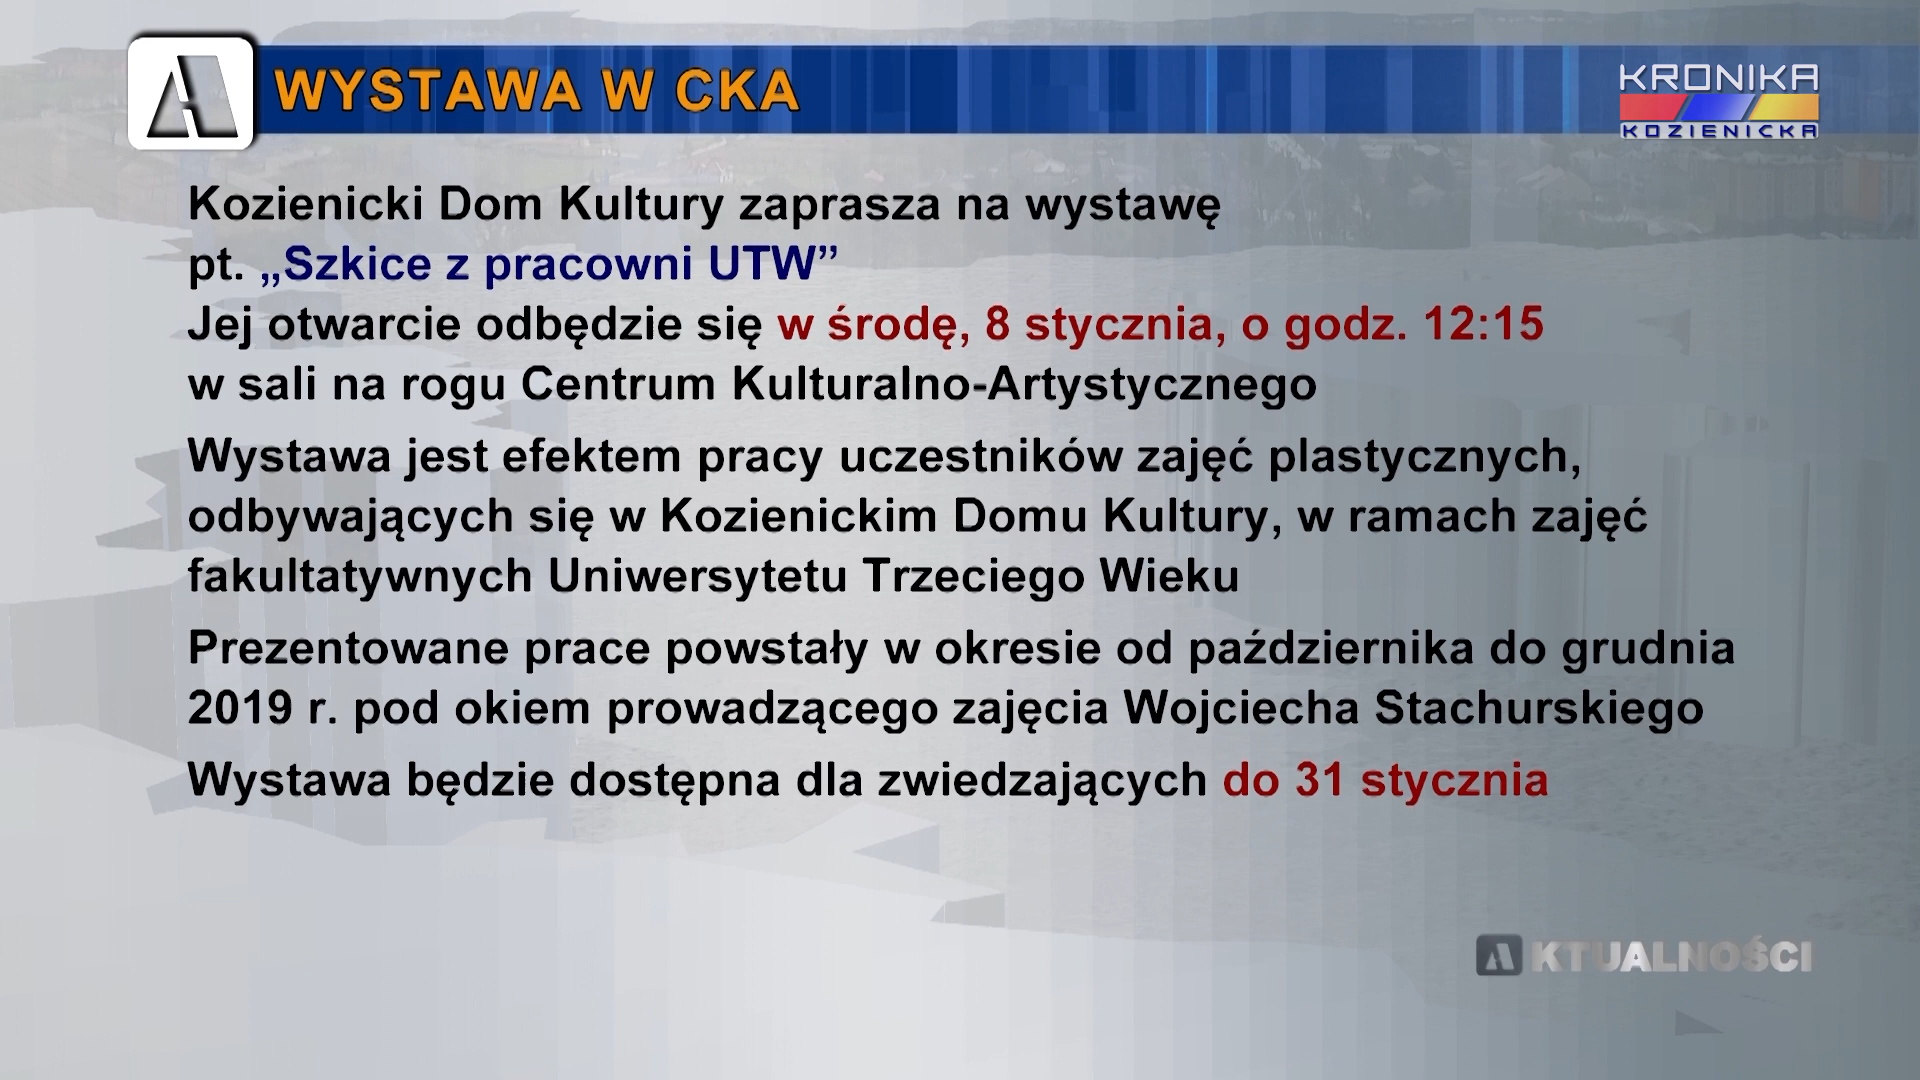 WYSTAWA W CKA
KRONIKA
KOZIENICKA
Kozienicki Dom Kultury zaprasza na wystawę
pt. „Szkice z pracowni UTW”
Jej otwarcie odbędzie się w środę, 8 stycznia, o godz. 12:15
w sali na rogu Centrum Kulturalno-Artystycznego
Wystawa jest efektem pracy uczestników zajęć plastycznych,
odbywających się w Kozienickim Domu Kultury, w ramach zajęć
fakultatywnych Uniwersytetu Trzeciego Wieku
Prezentowane prace powstały w okresie od października do grudnia
2019 r. pod okiem prowadzącego zajęcia Wojciecha Stachurskiego
Wystawa będzie dostępna dla zwiedzających do 31 stycznia
AKTUALNOŚCI